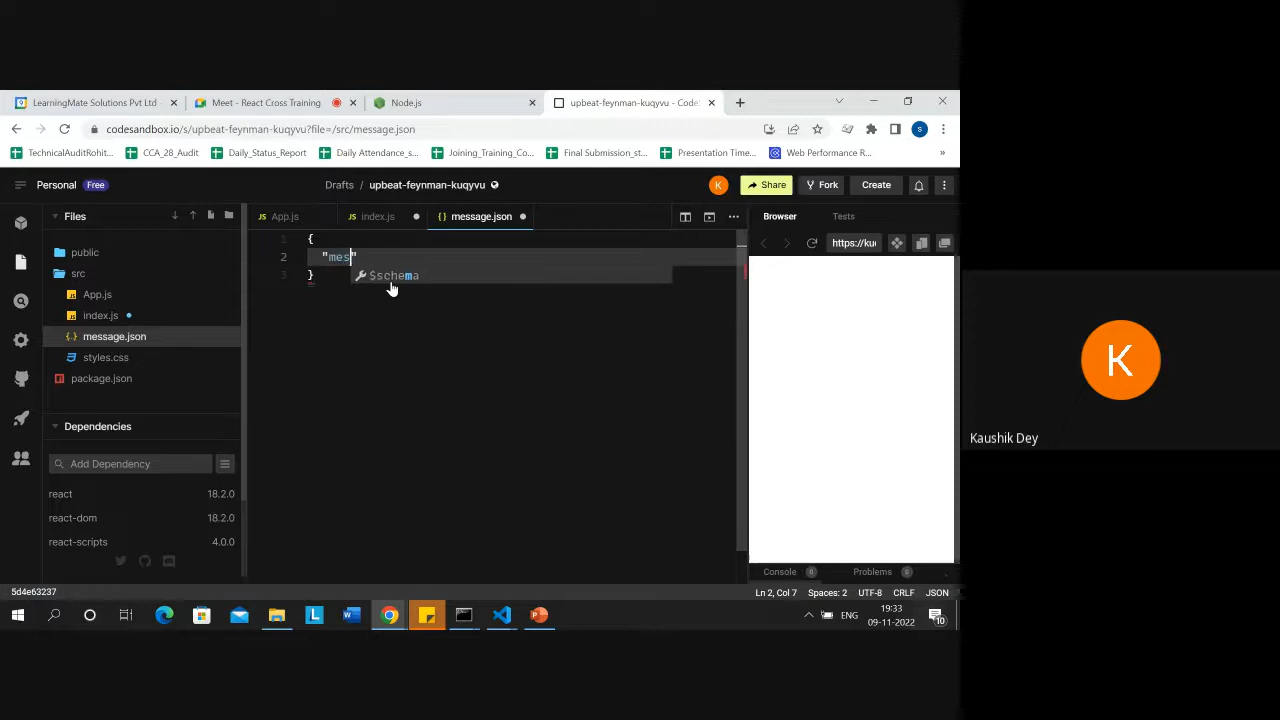 LearningMate Solutions Pvt Ltd
Meet - React Cross Training
Node.js
upbeat-feynman-kuqyvu - Code
codesandbox.io/s/upbeat-feynman-kuqyvu?file=/src/message.json
S
TechnicalAuditRohit...
CCA_28_Audit
Daily_Status_Report
Daily Attendance_s...
Joining_Training_Co...
Final Submission_st...
Presentation Time...
Web Performance R...
»
Personal
Free
Drafts / upbeat-feynman-kuqyvu
K
Share
Fork
Create
Files
App.js
index.js
{ } message.json
Browser
Tests
https://kuq
public
src
App.js
index.js
message.json
styles.css
package.json
1 {
2 "mes"
3 }
$schema
Dependencies
Add Dependency
react 18.2.0
react-dom 18.2.0
react-scripts 4.0.0
Console 0
Problems 0
5d4e63237
Ln 2, Col 7
Spaces: 2
UTF-8
CRLF
JSON
ENG
19:33
09-11-2022
10
K
Kaushik Dey